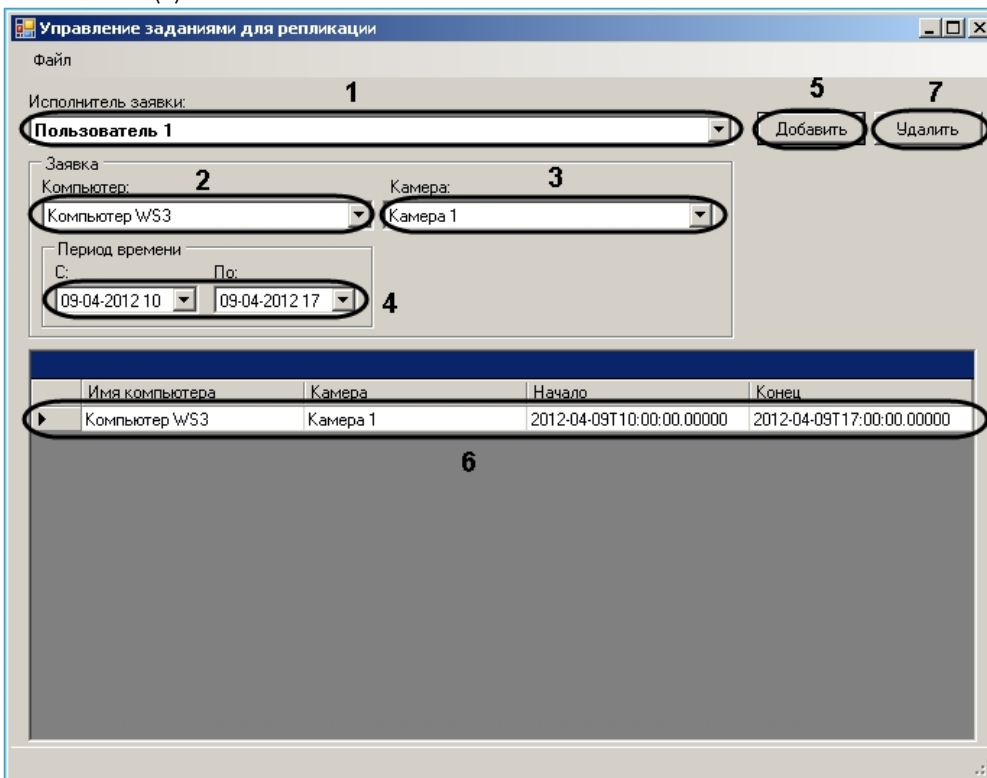 Управление заданиями для репликации
Файл
Исполнитель заявки:
1
5
7
Пользователь 1
Добавить
Удалить
Заявка
Компьютер:
2
Камера:
3
Компьютер WS3
Камера 1
Период времени
С:
По:
09-04-2012 10
09-04-2012 17
4
Имя компьютера
Камера
Начало
Конец
Компьютер WS3
Камера 1
2012-04-09T10:00:00.00000
2012-04-09T17:00:00.00000
6